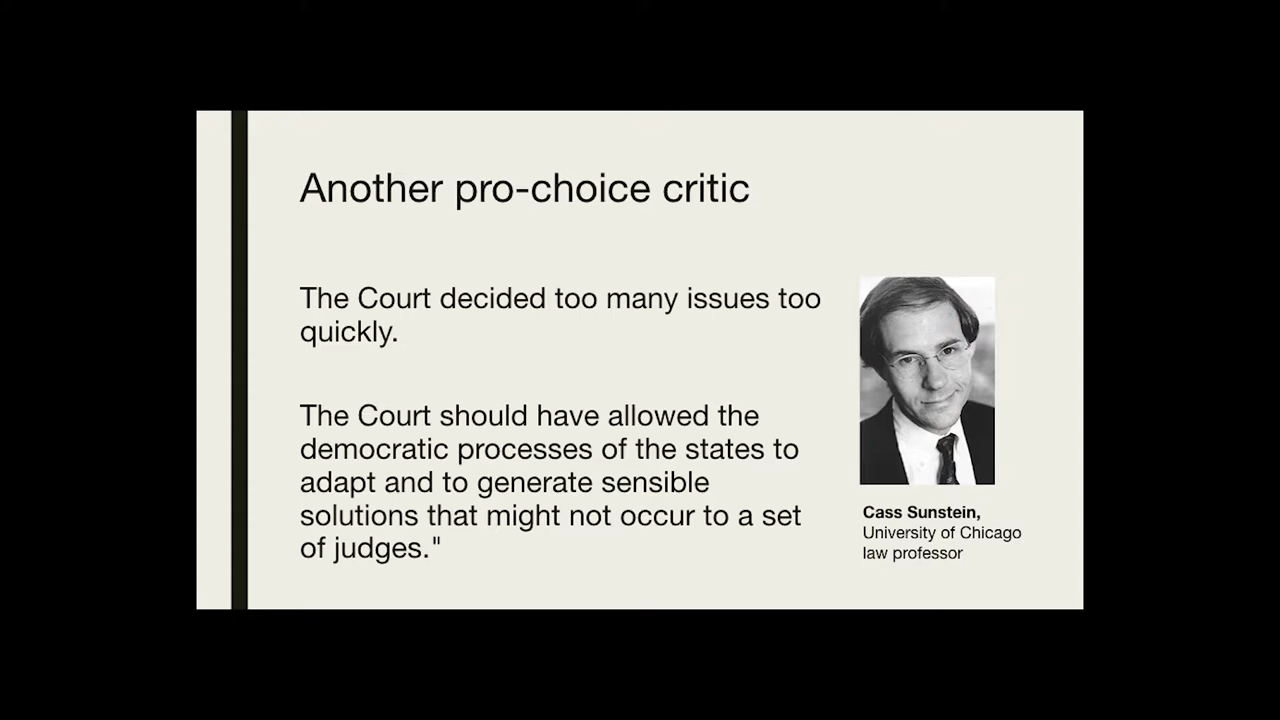 Another pro-choice critic
The Court decided too many issues too
quickly.
The Court should have allowed the
democratic processes of the states to
adapt and to generate sensible
solutions that might not occur to a set
of judges."
Cass Sunstein,
University of Chicago
law professor